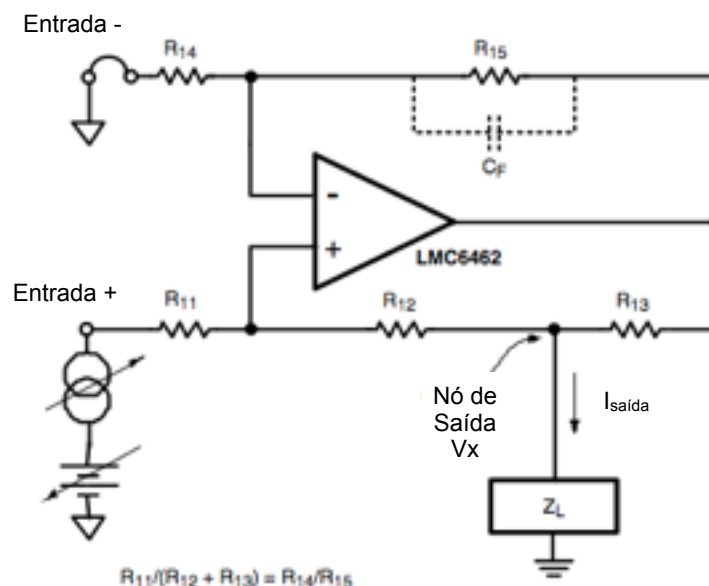 Entrada -
R14
R15
CF
-
+
LMC6462
Entrada +
R11
R12
R13
Nó de
Saída
Vx
Isaída
ZL
R11/(R12 + R13) = R14/R15